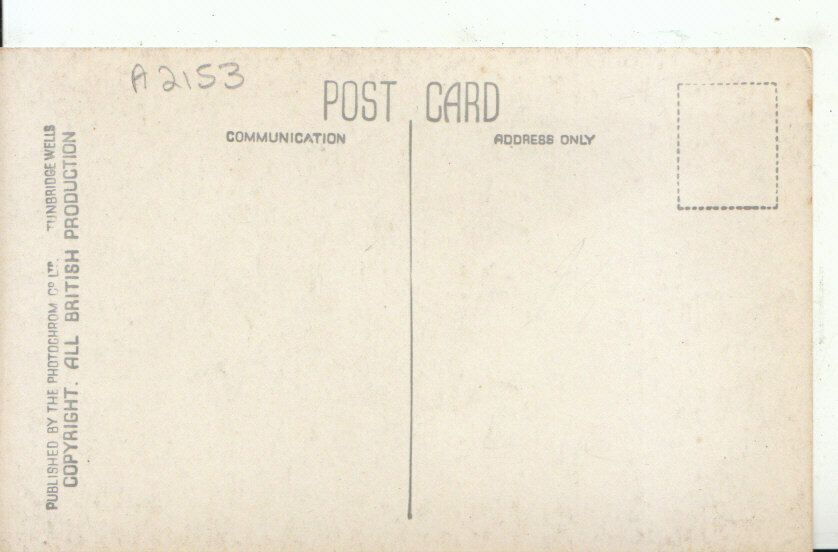 A2153
POST CARD
COMMUNICATION
ADDRESS ONLY
PUBLISHED BY THE PHOTOCHROM Cº LTD. TUNBRIDGE WELLS
COPYRIGHT. ALL BRITISH PRODUCTION